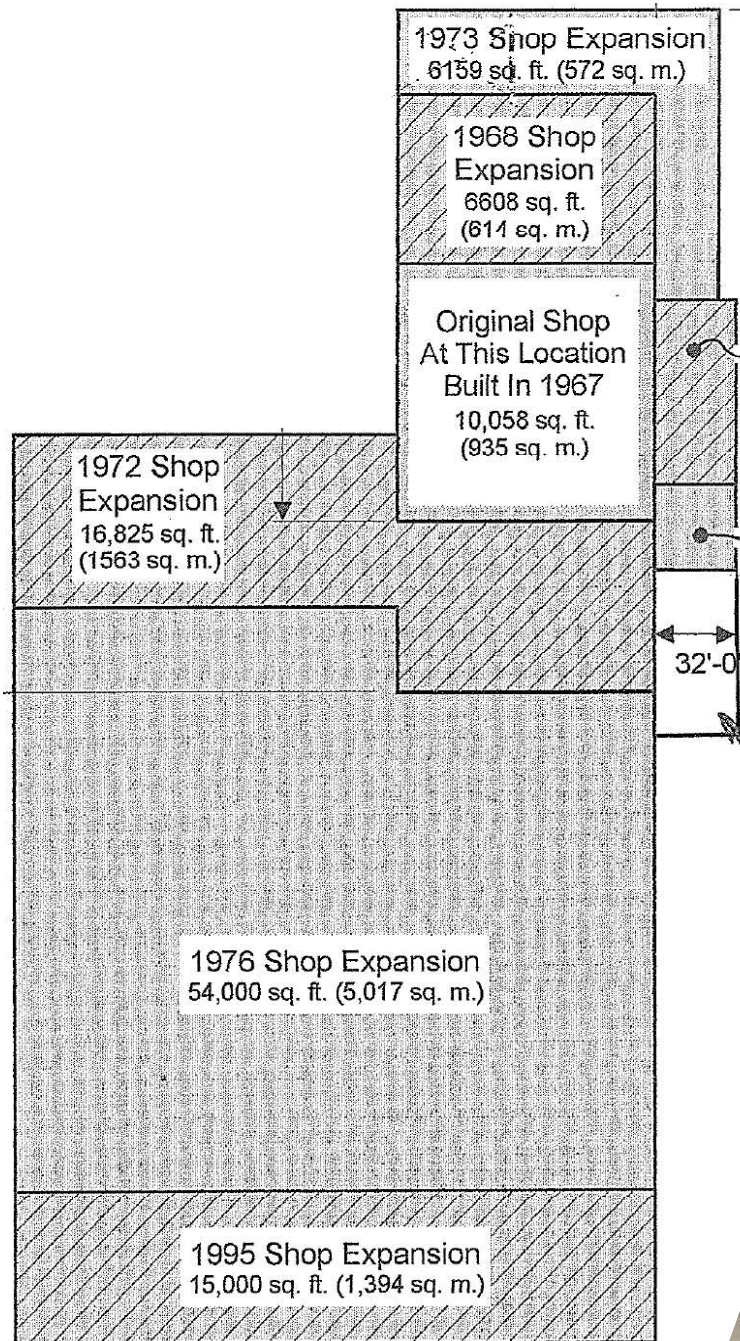 1973 Shop Expansion
6159 sq. ft. (572 sq. m.)
1968 Shop
Expansion
6608 sq. ft.
(614 sq. m.)
Original Shop
At This Location
Built In 1967
10,058 sq. ft.
(935 sq. m.)
1972 Shop
Expansion
16,825 sq. ft.
(1563 sq. m.)
32'-0
1976 Shop Expansion
54,000 sq. ft. (5,017 sq. m.)
1995 Shop Expansion
15,000 sq. ft. (1,394 sq. m.)